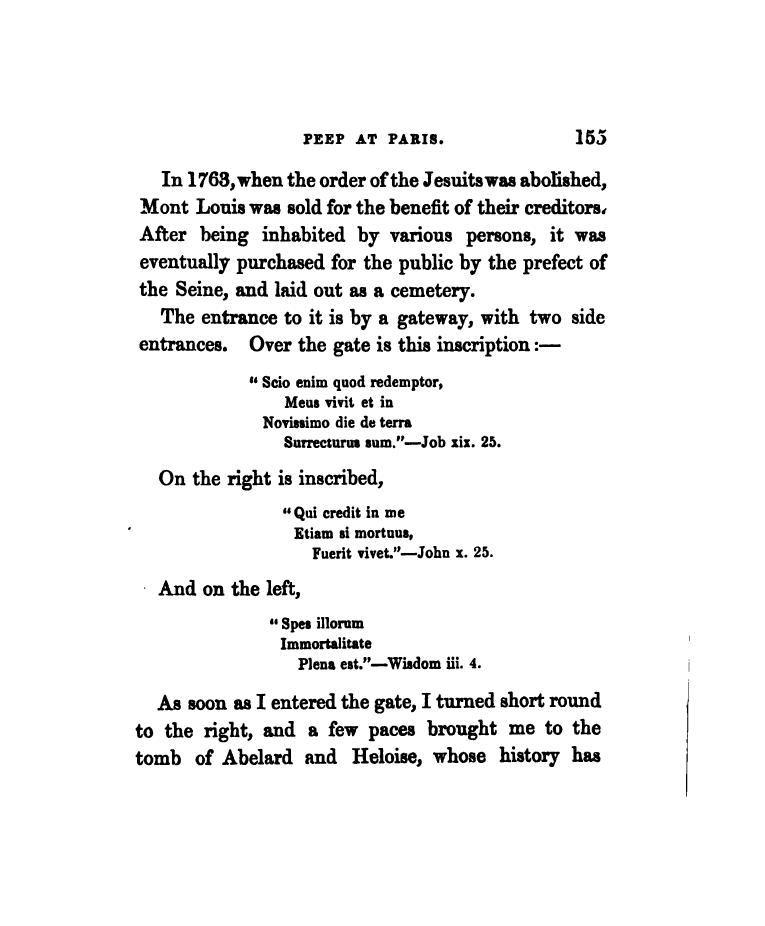 PEEP AT PARIS. 155
In 1763, when the order of the Jesuits was abolished,
Mont Louis was sold for the benefit of their creditors.
After being inhabited by various persons, it was
eventually purchased for the public by the prefect of
the Seine, and laid out as a cemetery.
The entrance to it is by a gateway, with two side
entrances. Over the gate is this inscription :—
“ Scio enim quod redemptor,
Meus vivit et in
Novissimo die de terra
Surrecturus sum.”—Job xix. 25.
On the right is inscribed,
“ Qui credit in me
Etiam si mortuus,
Fuerit vivet.”—John x. 25.
And on the left,
“ Spes illorum
Immortalitate
Plena est.”—Wisdom iii. 4.
As soon as I entered the gate, I turned short round
to the right, and a few paces brought me to the
tomb of Abelard and Heloise, whose history has